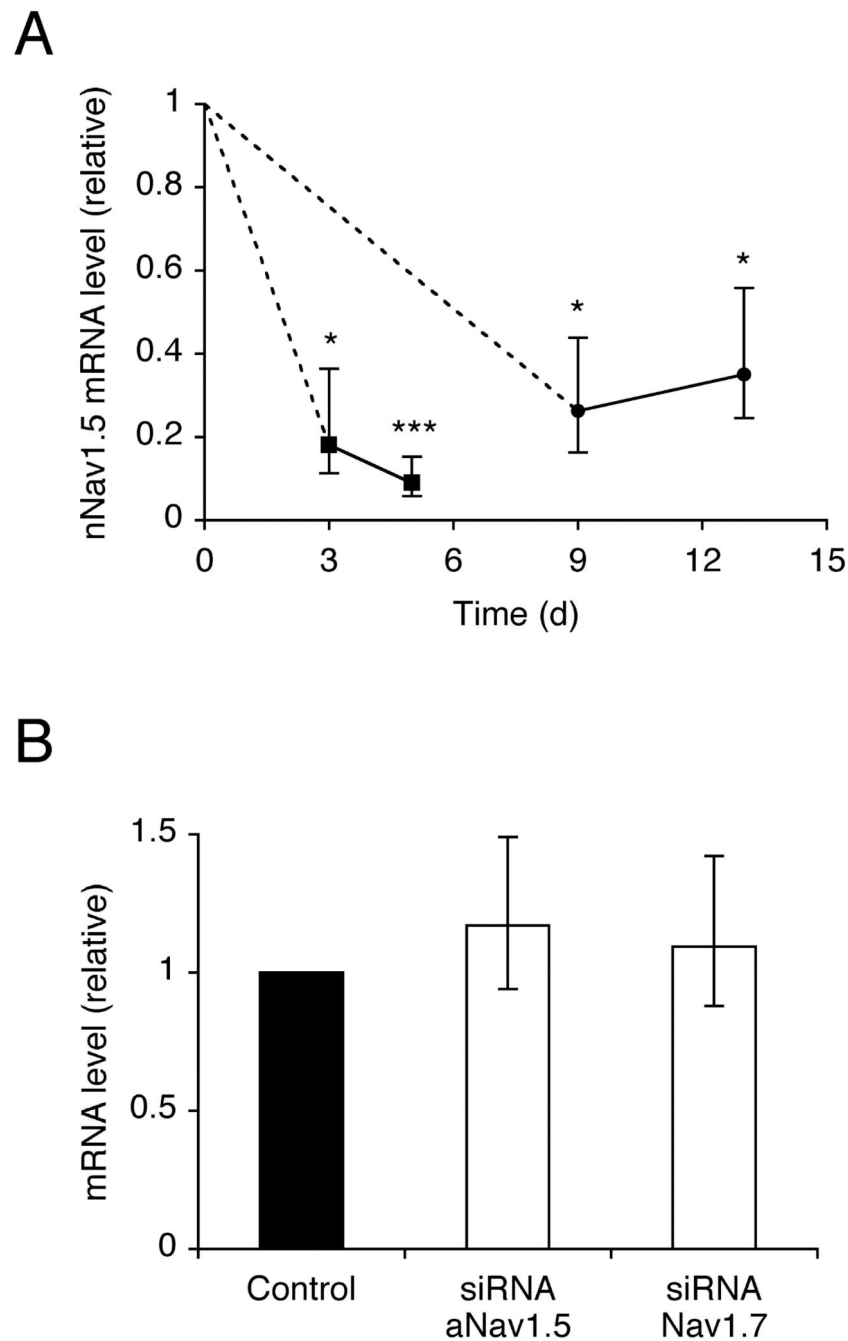 A
nNav1.5 mRNA level (relative)
1
0.8
0.6
0.4
0.2
0
*
***
*
*
0
3
6
9
12
15
Time (d)
B
mRNA level (relative)
1.5
1
0.5
0
Control
siRNA
aNav1.5
siRNA
Nav1.7